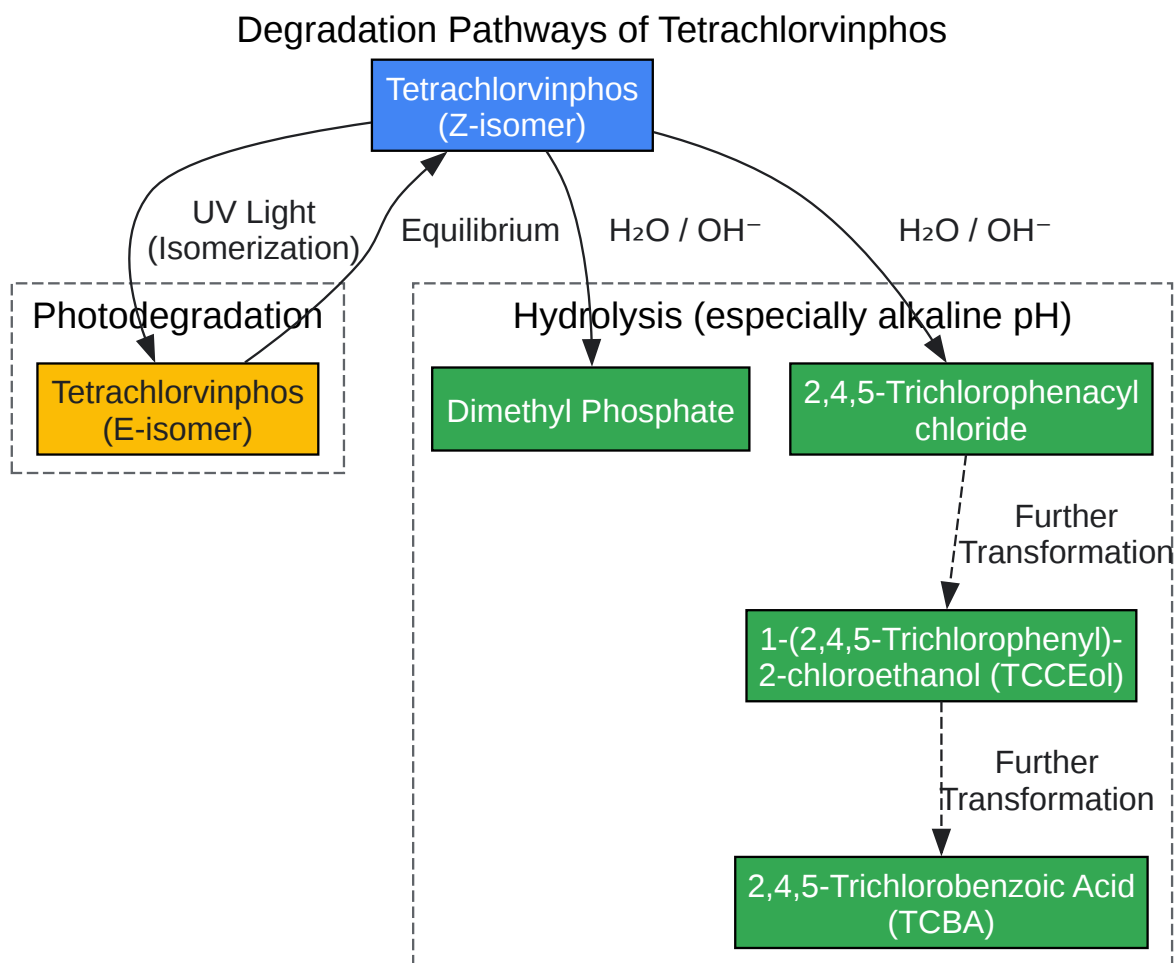 Degradation Pathways of Tetrachlorvinphos
Tetrachlorvinphos
(Z-isomer)
UV Light
(Isomerization)
Equilibrium
H₂O / OH⁻
H₂O / OH⁻
Photodegradation
Tetrachlorvinphos
(E-isomer)
Hydrolysis (especially alkaline pH)
Dimethyl Phosphate
2,4,5-Trichlorophenacyl
chloride
Further
Transformation
1-(2,4,5-Trichlorophenyl)-
2-chloroethanol (TCCEol)
Further
Transformation
2,4,5-Trichlorobenzoic Acid
(TCBA)